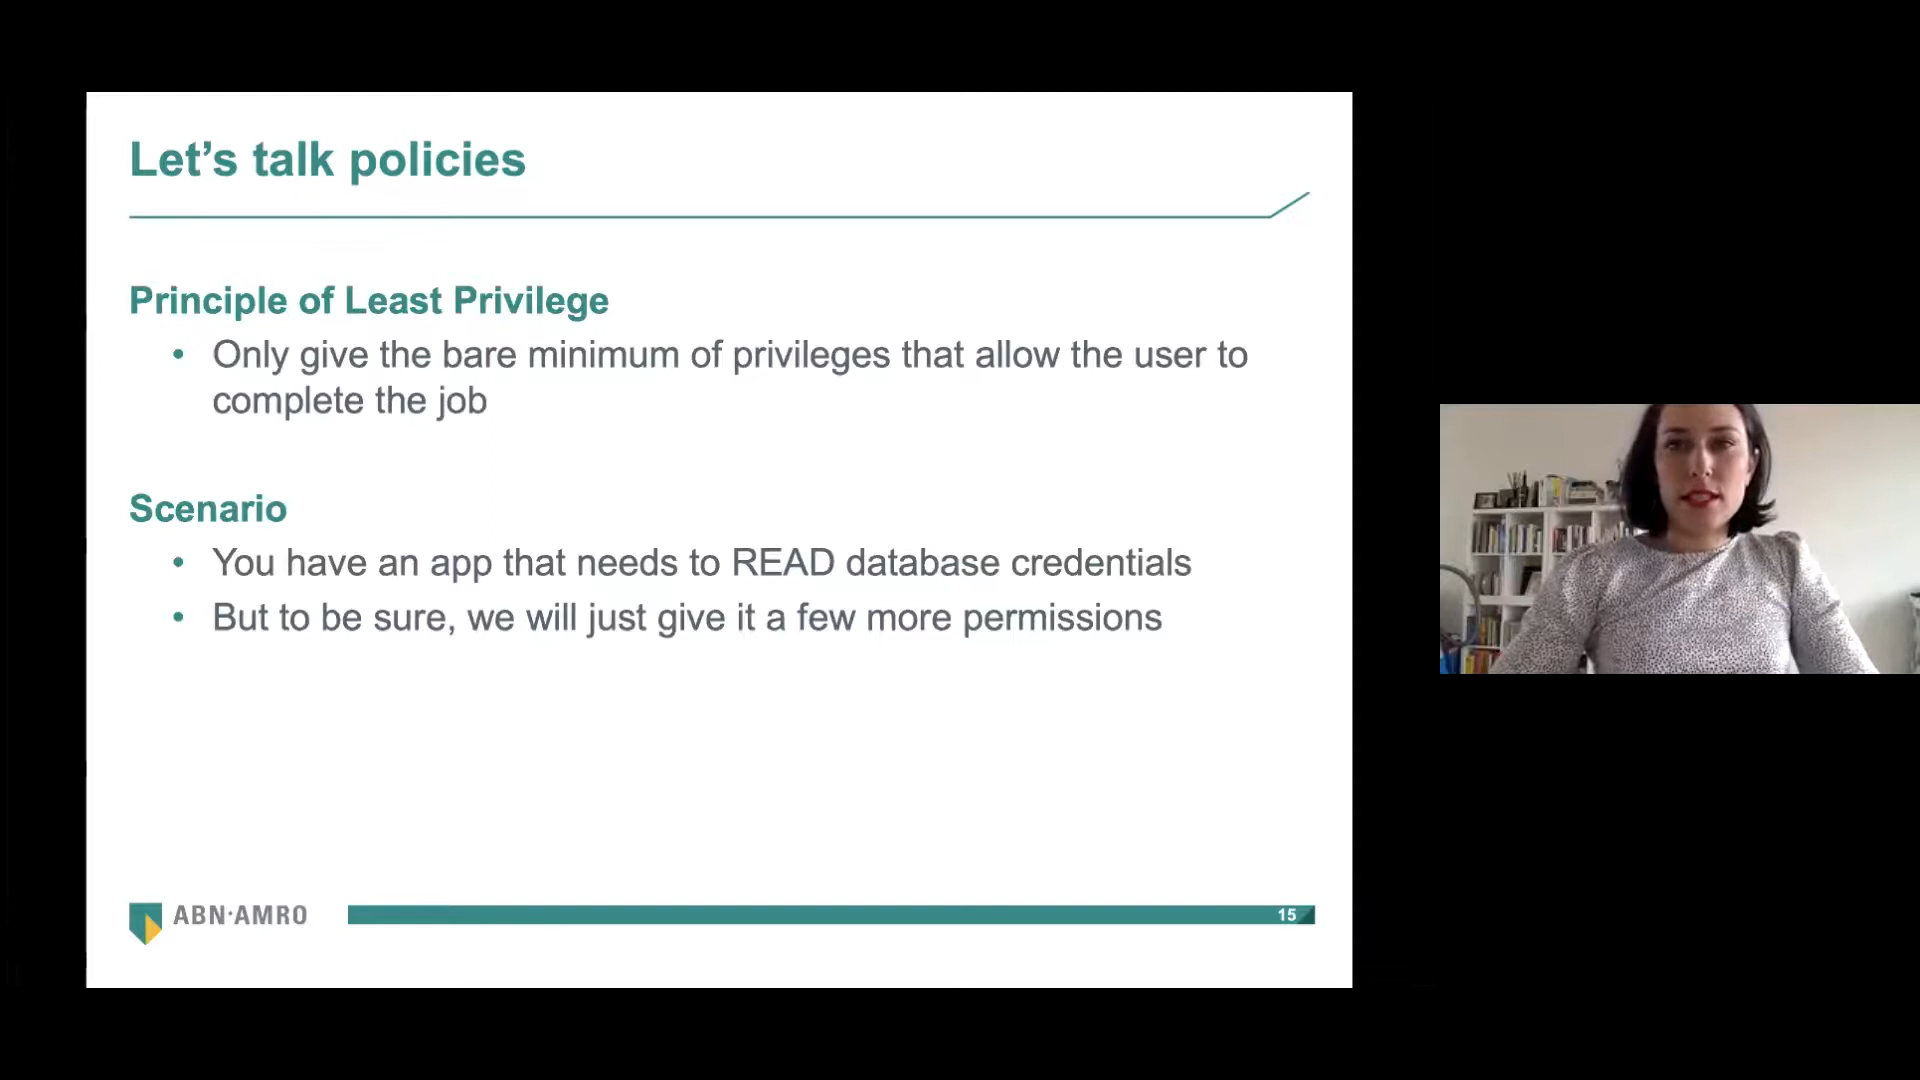 Let’s talk policies
Principle of Least Privilege
• Only give the bare minimum of privileges that allow the user to
complete the job
Scenario
• You have an app that needs to READ database credentials
• But to be sure, we will just give it a few more permissions
ABN·AMRO
15